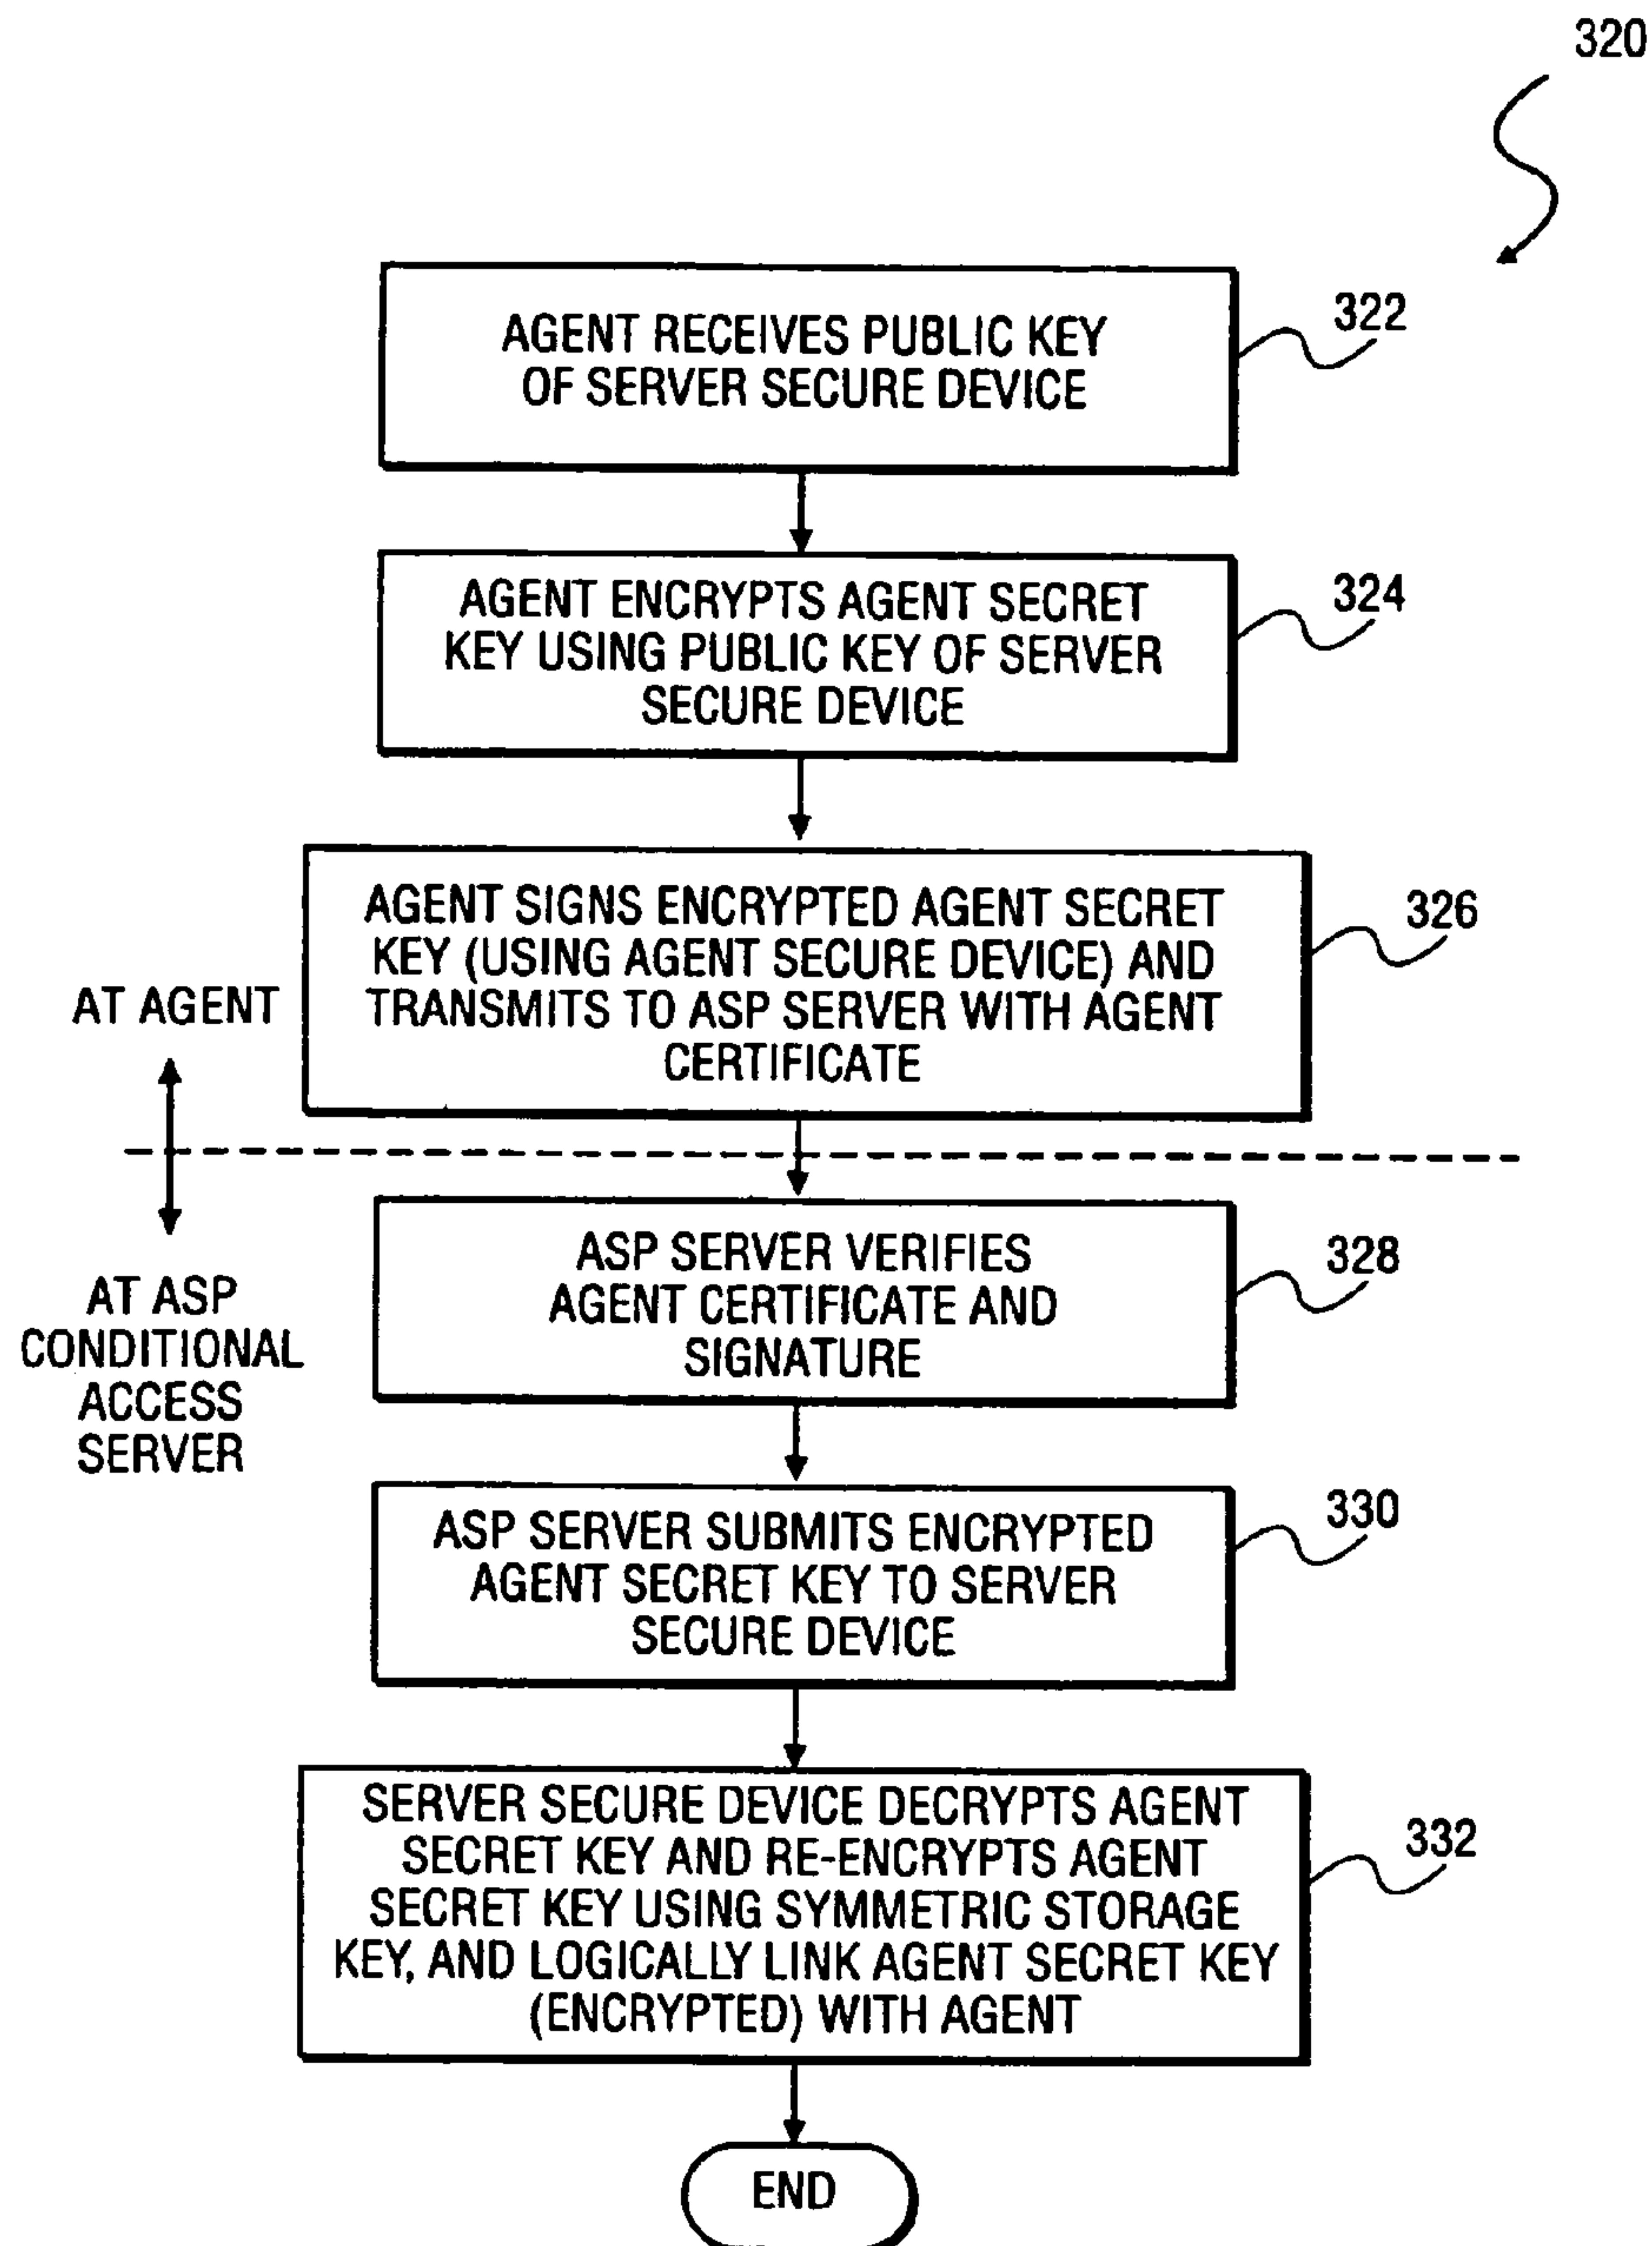 320
AGENT RECEIVES PUBLIC KEY
OF SERVER SECURE DEVICE
322
AGENT ENCRYPTS AGENT SECRET
KEY USING PUBLIC KEY OF SERVER
SECURE DEVICE
324
AGENT SIGNS ENCRYPTED AGENT SECRET
KEY (USING AGENT SECURE DEVICE) AND
TRANSMITS TO ASP SERVER WITH AGENT
CERTIFICATE
326
AT AGENT
AT ASP
CONDITIONAL
ACCESS
SERVER
ASP SERVER VERIFIES
AGENT CERTIFICATE AND
SIGNATURE
328
ASP SERVER SUBMITS ENCRYPTED
AGENT SECRET KEY TO SERVER
SECURE DEVICE
330
SERVER SECURE DEVICE DECRYPTS AGENT
SECRET KEY AND RE-ENCRYPTS AGENT
SECRET KEY USING SYMMETRIC STORAGE
KEY, AND LOGICALLY LINK AGENT SECRET KEY
(ENCRYPTED) WITH AGENT
332
END